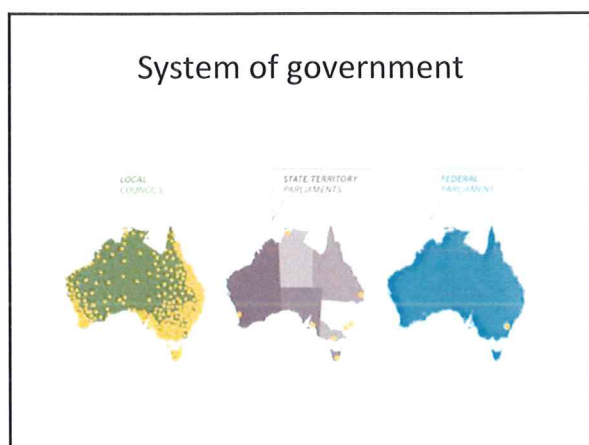 System of government
LOCAL
COUNCILS
STATE/TERRITORY
PARLIAMENTS
FEDERAL
PARLIAMENT